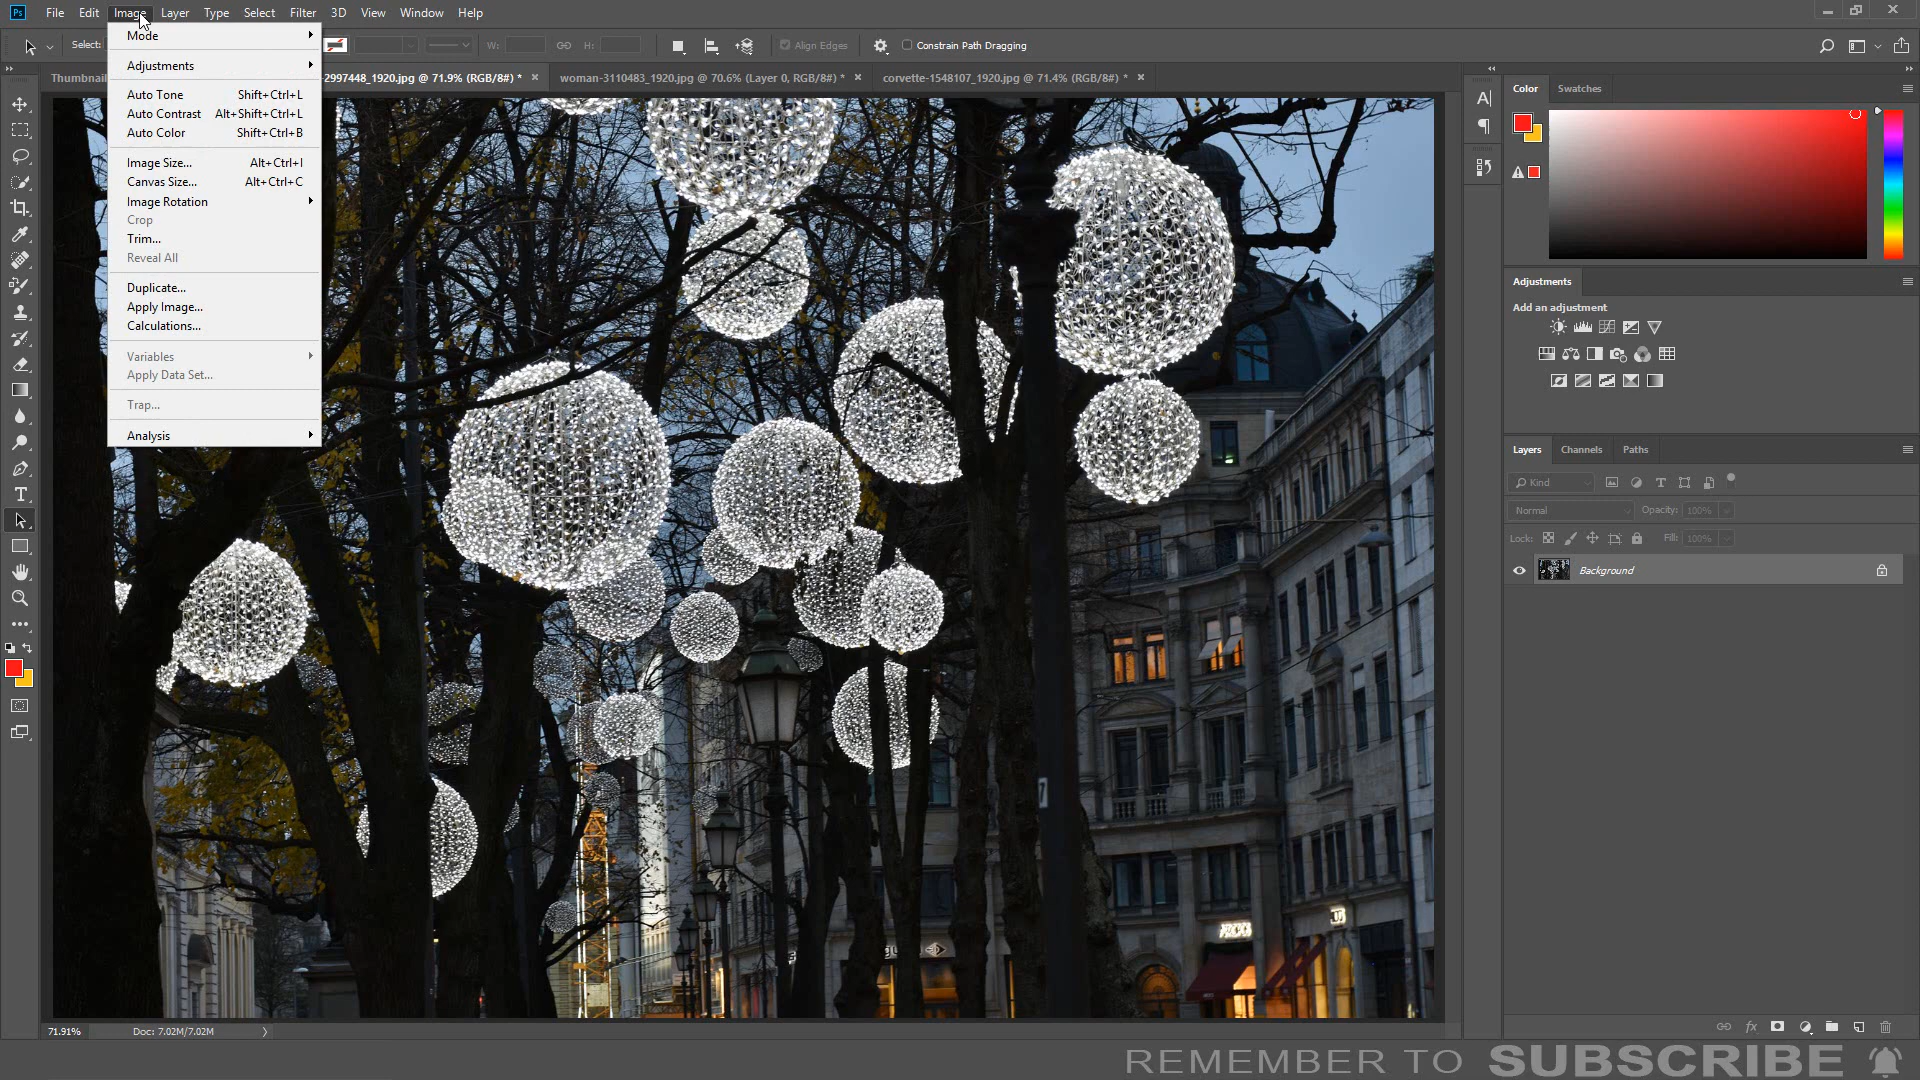 Ps File Edit Image Layer Type Select Filter 3D View Window Help
Select: W: H: Align Edges Constrain Path Dragging
Thumbnail -2997448_1920.jpg @ 71.9% (RGB/8#) * × woman-3110483_1920.jpg @ 70.6% (Layer 0, RGB/8#) * × corvette-1548107_1920.jpg @ 71.4% (RGB/8#) * ×
Mode
Adjustments
Auto Tone Shift+Ctrl+L
Auto Contrast Alt+Shift+Ctrl+L
Auto Color Shift+Ctrl+B
Image Size... Alt+Ctrl+I
Canvas Size... Alt+Ctrl+C
Image Rotation
Crop
Trim...
Reveal All
Duplicate...
Apply Image...
Calculations...
Variables
Apply Data Set...
Trap...
Analysis
Color Swatches
Adjustments
Add an adjustment
Layers Channels Paths
Kind
Normal Opacity: 100%
Lock: Fill: 100%
Background
71.91% Doc: 7.02M/7.02M
REMEMBER TO SUBSCRIBE